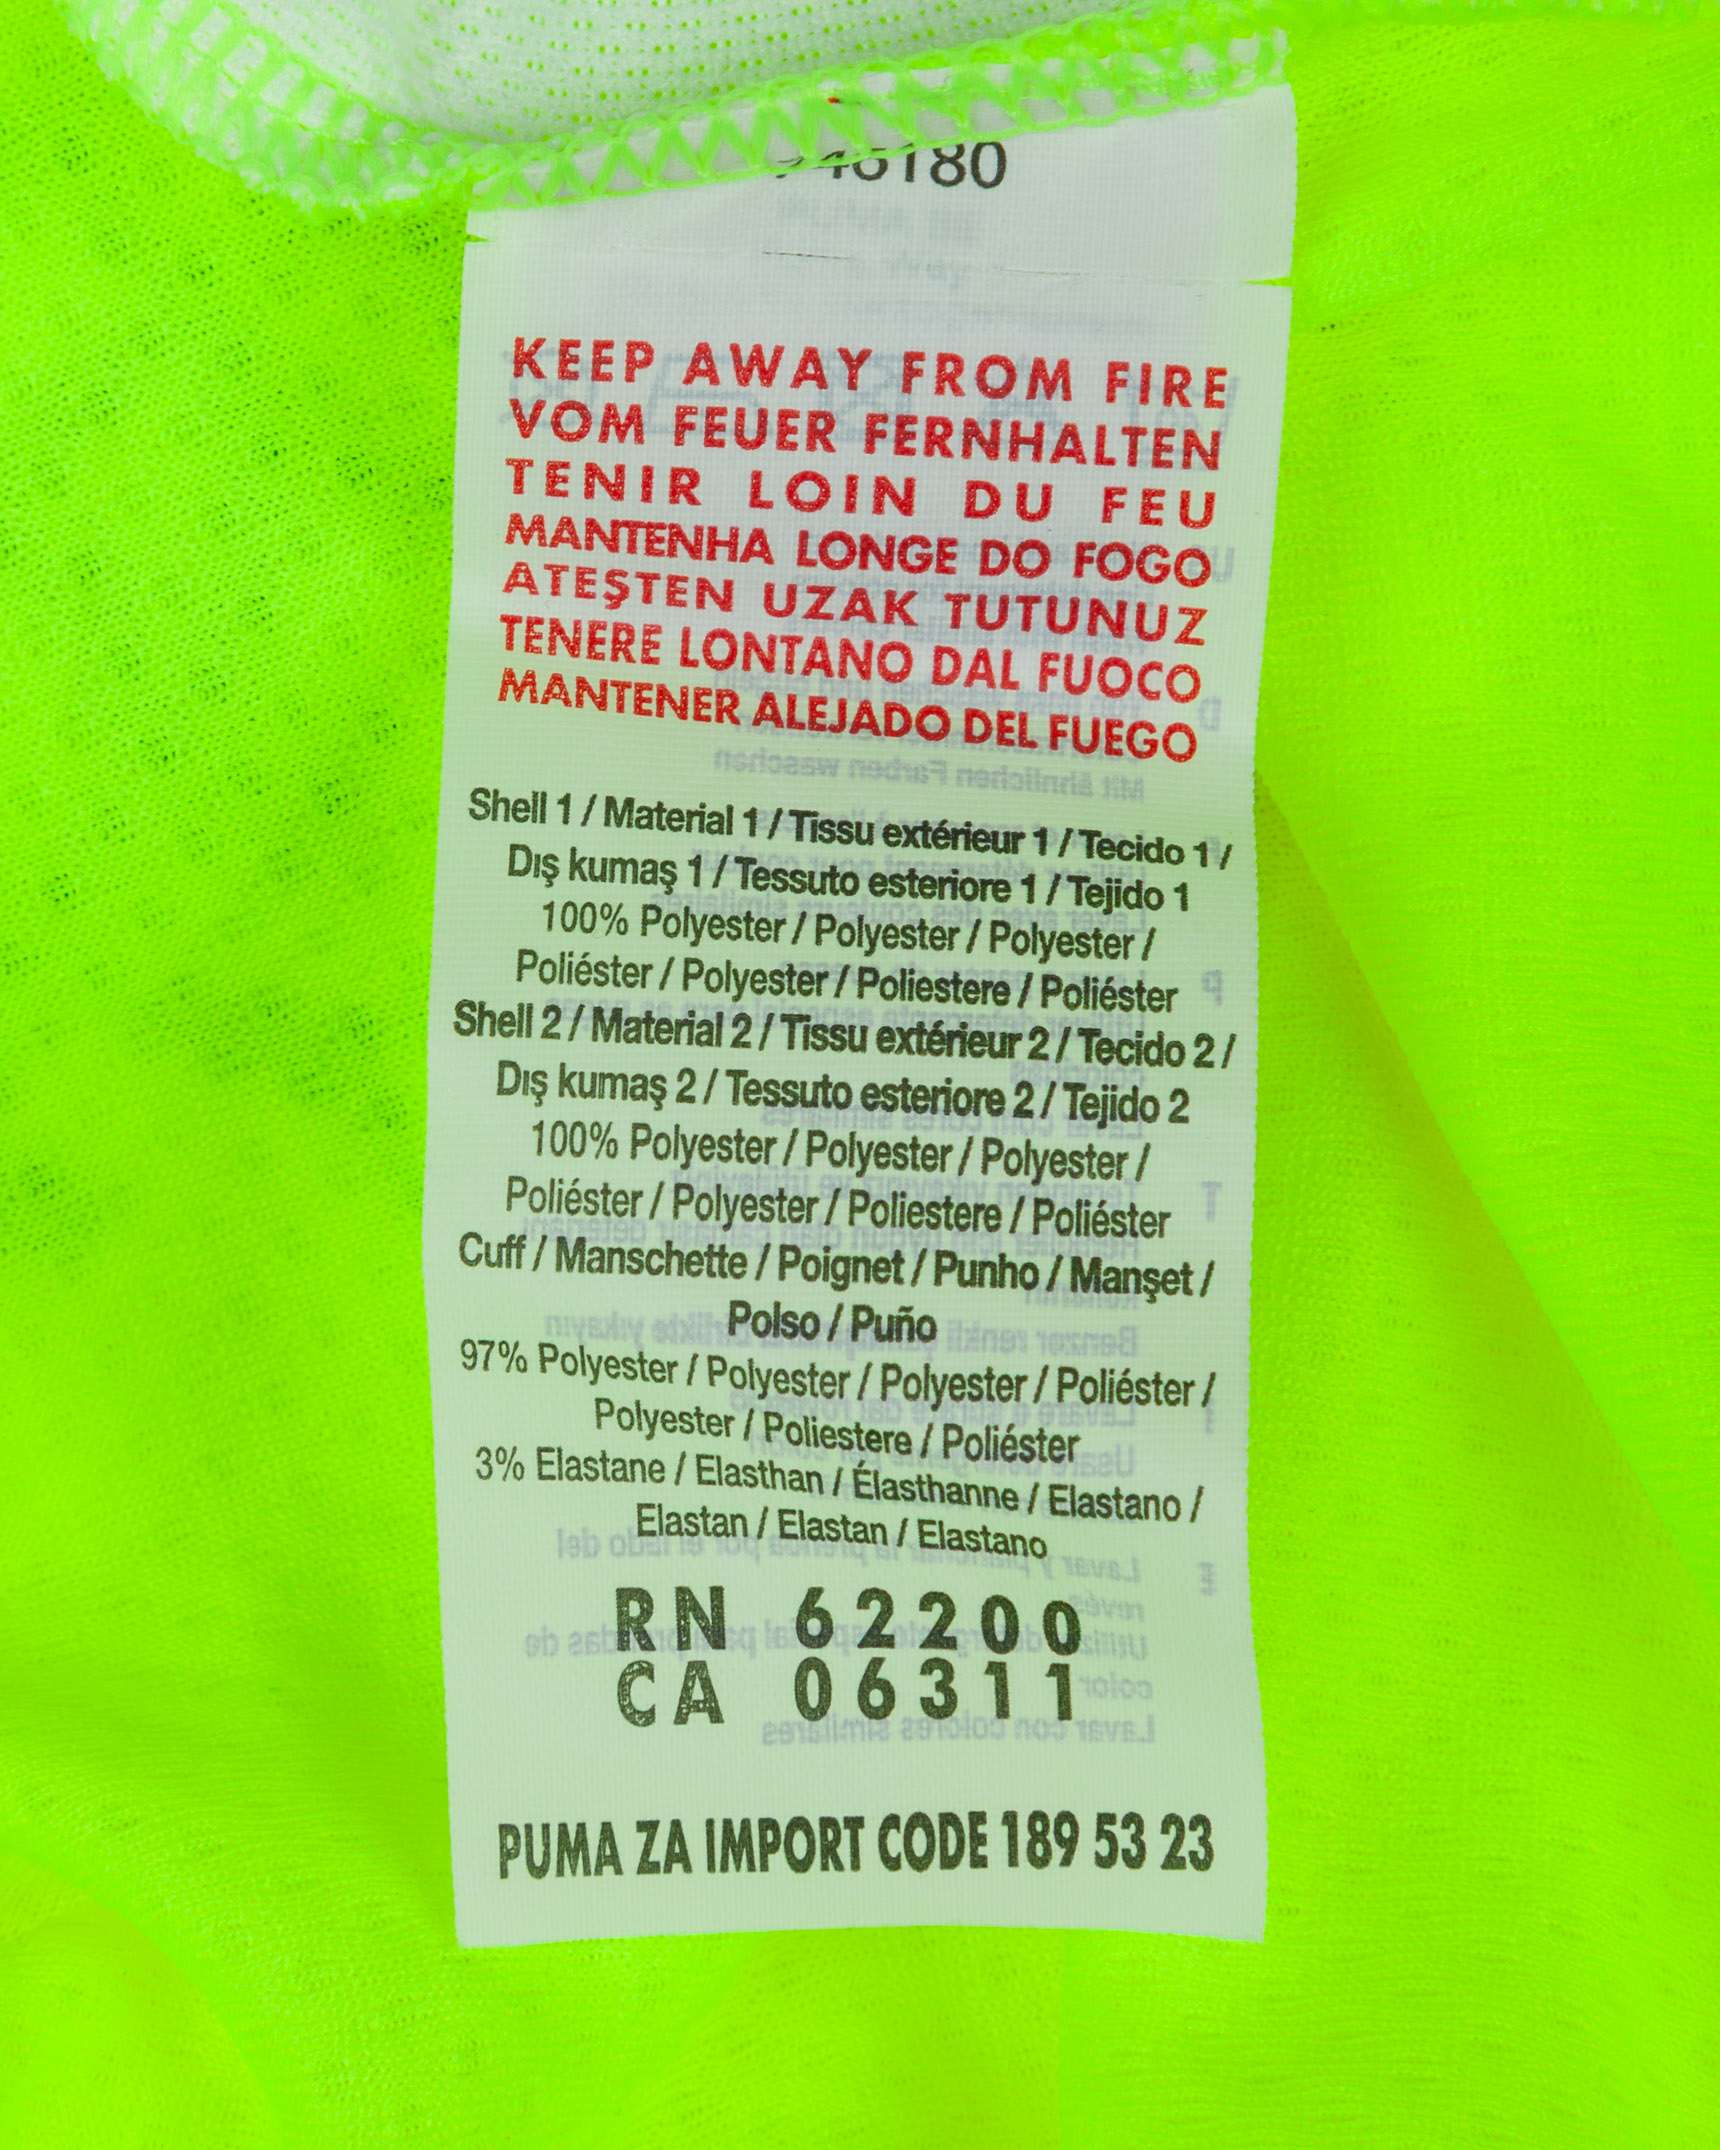 46180
KEEP AWAY FROM FIRE
VOM FEUER FERNHALTEN
TENIR LOIN DU FEU
MANTENHA LONGE DO FOGO
ATEŞTEN UZAK TUTUNUZ
TENERE LONTANO DAL FUOCO
MANTENER ALEJADO DEL FUEGO
Shell 1 / Material 1 / Tissu extérieur 1 / Tecido 1 /
Dış kumaş 1 / Tessuto esteriore 1 / Tejido 1
100% Polyester / Polyester / Polyester /
Poliéster / Polyester / Poliestere / Poliéster
Shell 2 / Material 2 / Tissu extérieur 2 / Tecido 2 /
Dış kumaş 2 / Tessuto esteriore 2 / Tejido 2
100% Polyester / Polyester / Polyester /
Poliéster / Polyester / Poliestere / Poliéster
Cuff / Manschette / Poignet / Punho / Manşet /
Polso / Puño
97% Polyester / Polyester / Polyester / Poliéster /
Polyester / Poliestere / Poliéster
3% Elastane / Elasthan / Élasthanne / Elastano /
Elastan / Elastan / Elastano
RN 62200
CA 06311
PUMA ZA IMPORT CODE 189 53 23